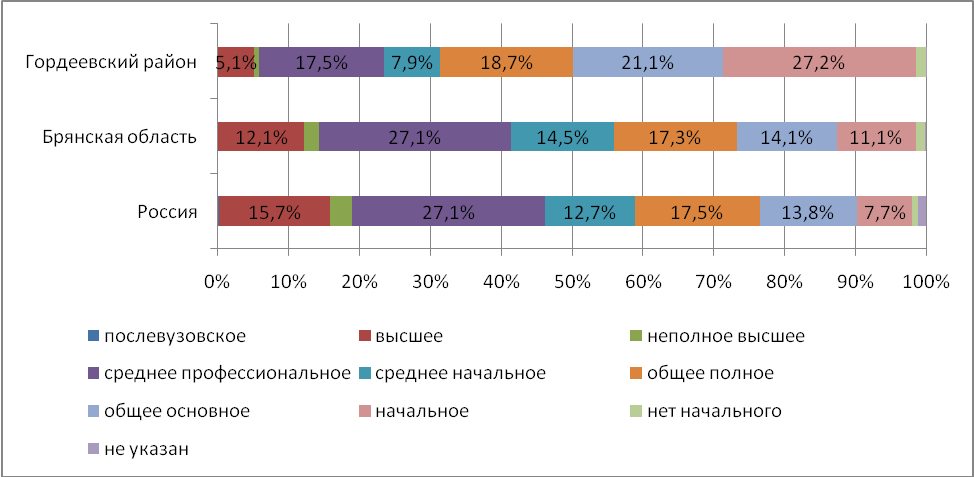 Гордеевский район 5,1% 17,5% 7,9% 18,7% 21,1% 27,2%
Брянская область 12,1% 27,1% 14,5% 17,3% 14,1% 11,1%
Россия 15,7% 27,1% 12,7% 17,5% 13,8% 7,7%
0% 10% 20% 30% 40% 50% 60% 70% 80% 90% 100%
послевузовское высшее неполное высшее
среднее профессиональное среднее начальное общее полное
общее основное начальное нет начального
не указан